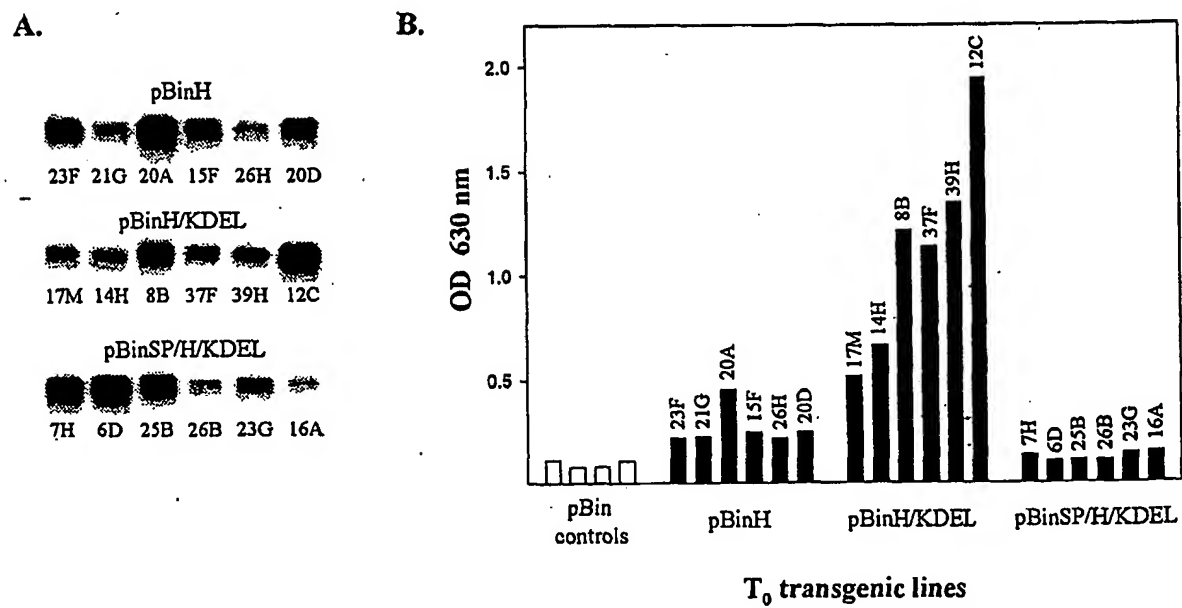 A.
pBinH
23F 21G 20A 15F 26H 20D
pBinH/KDEL
17M 14H 8B 37F 39H 12C
pBinSP/H/KDEL
7H 6D 25B 26B 23G 16A
B.
OD 630 nm
2.0
1.5
1.0
0.5
23F 21G 20A 15F 26H 20D
17M 14H 8B 37F 39H 12C
7H 6D 25B 26B 23G 16A
pBin
controls
pBinH
pBinH/KDEL
pBinSP/H/KDEL
T₀ transgenic lines